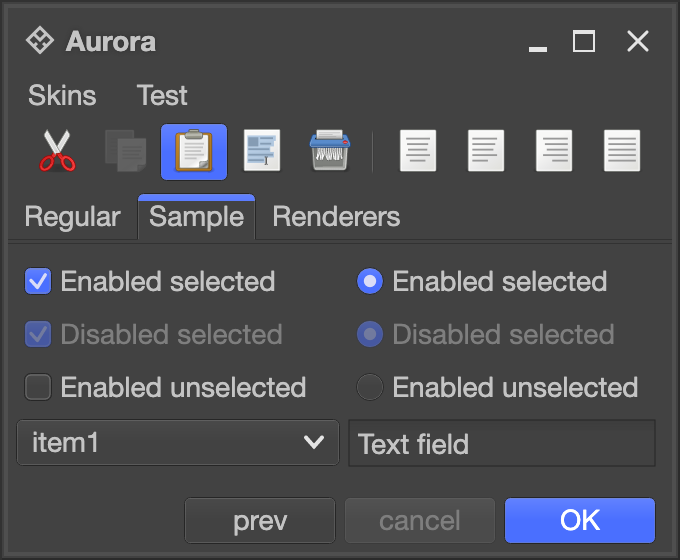 Aurora
Skins Test
Regular Sample Renderers
Enabled selected Enabled selected
Disabled selected Disabled selected
Enabled unselected Enabled unselected
item1 Text field
prev cancel OK